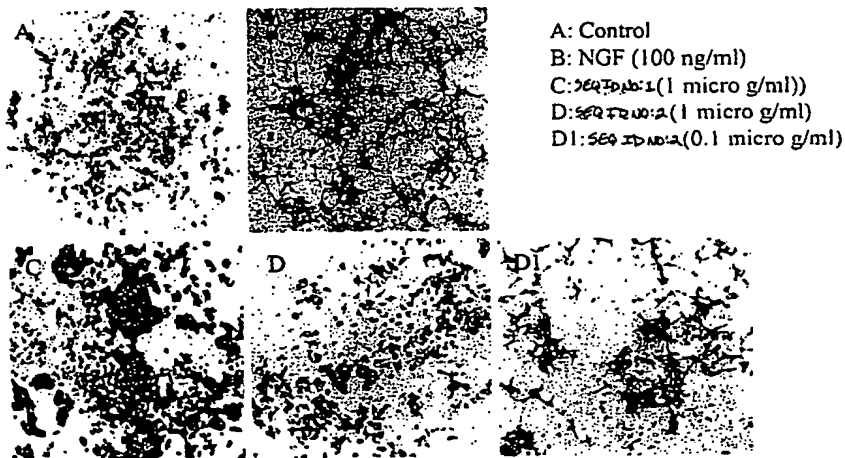 A
A: Control
B: NGF (100 ng/ml)
C: SEQ ID NO:1 (1 micro g/ml))
D: SEQ ID NO:2 (1 micro g/ml)
D1: SEQ ID NO:2 (0.1 micro g/ml)
C
D
D1